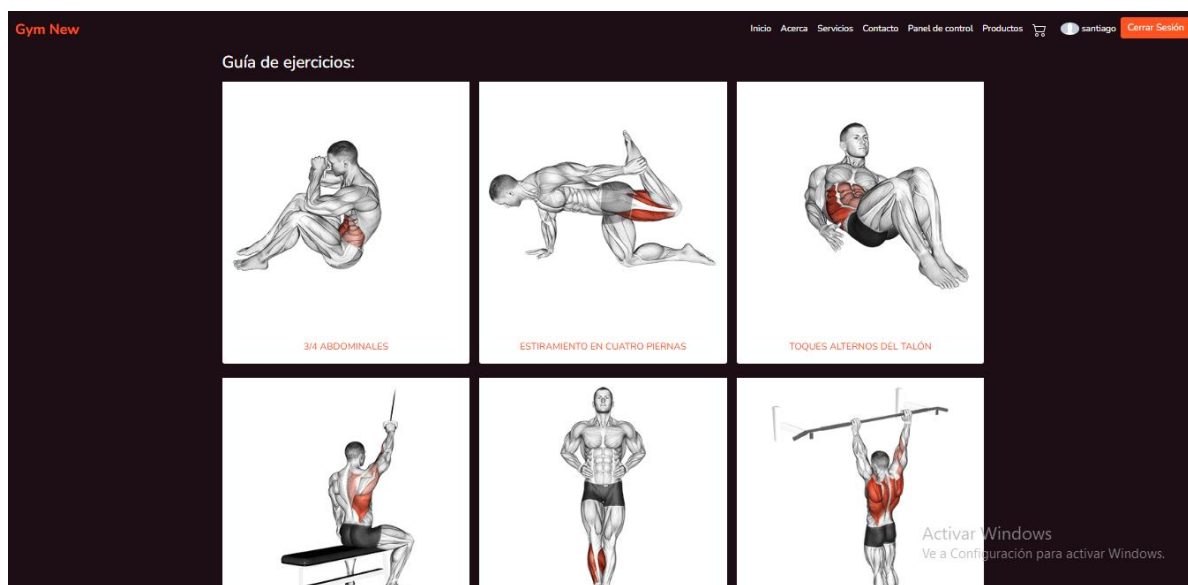 Gym New
Inicio Acerca Servicios Contacto Panel de control Productos santiago Cerrar Sesión
Guía de ejercicios:
3/4 ABDOMINALES
ESTIRAMIENTO EN CUATRO PIERNAS
TOQUES ALTERNOS DEL TALÓN
Activar Windows
Ve a Configuración para activar Windows.